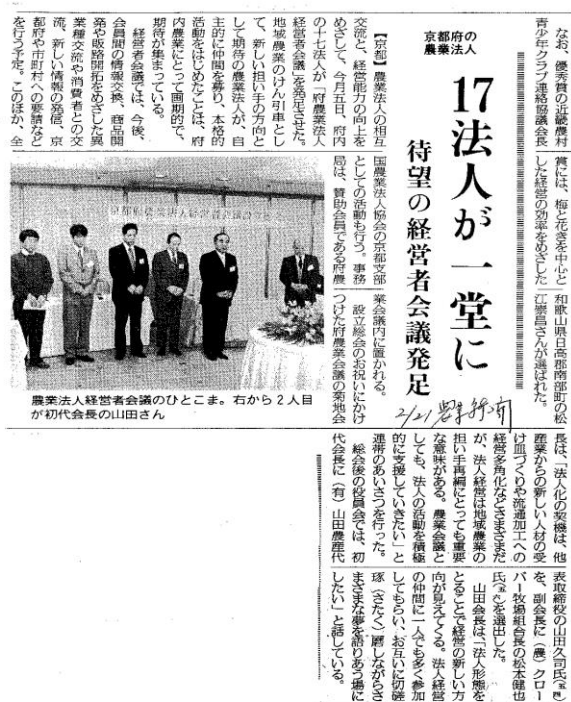 なお、優秀賞の近畿農村
青少年クラブ連絡協議会長
賞には、梅と花きを中心と
した経営の効率をめざした
和歌山県日高郡南部町の松
江崇昌さんが選ばれた。
京都府の
農業法人
17法人が一堂に
待望の経営者会議発足
【京都】農業法人の相互
交流と、経営能力の向上を
めざして、今月五日、府内
の十七法人が「府農業法人
経営者会議」を発足させた。
地域農業のけん引車とし
て、新しい担い手の方向と
して期待の農業法人が、自
主的に仲間を募り、本格的
活動をはじめたことは、府
内農業にとって画期的で、
期待が集まっている。
経営者会議では、今後、
会員間の情報交換、商品開
発や販路開拓をめざした異
業種交流や消費者との交
流、新しい情報の発信、京
都府や市町村への要請など
を行う予定。このほか、全
国農業法人協会の京都支部
としての活動も行う。事務
局は、賛助会員である府農
業会議内に置かれる。
設立総会のお祝いにかけ
つけた府農業会議の菊地会
長は、「法人化の契機は、他
産業からの新しい人材の受
け皿づくりや流通加工への
経営多角化などさまざまだ
が、法人経営は地域農業の
担い手再編にとっても重要
な意味がある。農業会議と
しても、法人の活動を積極
的に支援していきたい」と
連帯のあいさつを行った。
総会後の役員会では、初
代会長に(有)山田農産代
表取締役の山田久司氏
を、副会長に(農)クロー
バー牧場組合長の松本健也
氏を選出した。
山田会長は、「法人形態を
とることで経営の新しい方
向が見えてくる。法人経営
の仲間に一人でも多く参加
してもらい、お互いに切磋
琢(さたく)磨しながらさ
まざまな夢を語りあう場に
したい」と話している。
京都府農業法人経営者会議設立総会
農業法人経営者会議のひとこま。右から2人目
が初代会長の山田さん
2/21